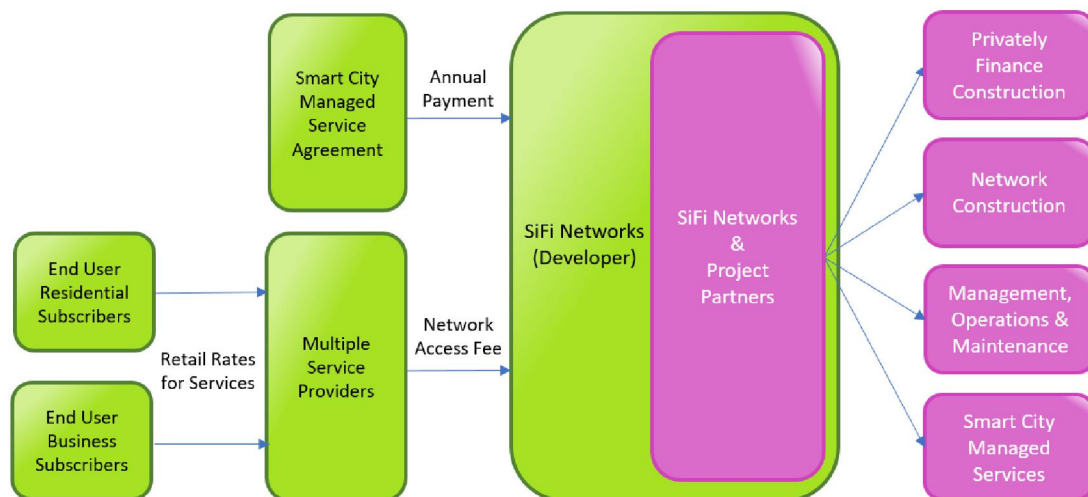 Smart City
Managed
Service
Agreement
Annual
Payment
End User
Residential
Subscribers
Retail Rates
for Services
End User
Business
Subscribers
Multiple
Service
Providers
Network
Access Fee
SiFi Networks
(Developer)
SiFi Networks
&
Project
Partners
Privately
Finance
Construction
Network
Construction
Management,
Operations &
Maintenance
Smart City
Managed
Services